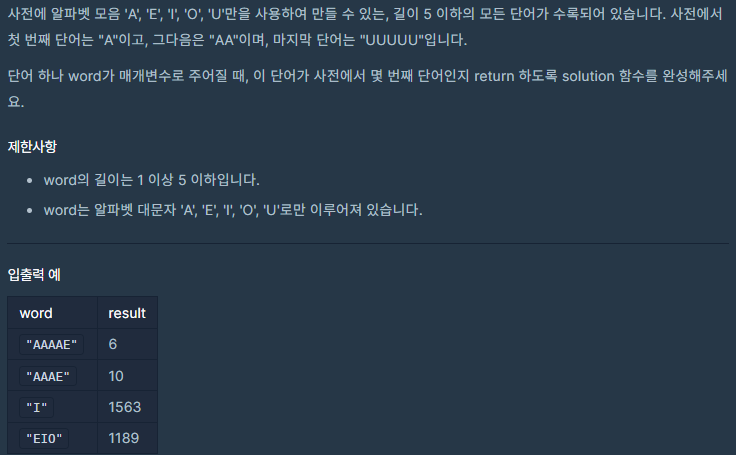 사전에 알파벳 모음 'A', 'E', 'I', 'O', 'U'만을 사용하여 만들 수 있는, 길이 5 이하의 모든 단어가 수록되어 있습니다. 사전에서
첫 번째 단어는 "A"이고, 그다음은 "AA"이며, 마지막 단어는 "UUUUU"입니다.
단어 하나 word가 매개변수로 주어질 때, 이 단어가 사전에서 몇 번째 단어인지 return 하도록 solution 함수를 완성해주세
요.
제한사항
• word의 길이는 1 이상 5 이하입니다.
• word는 알파벳 대문자 'A', 'E', 'I', 'O', 'U'로만 이루어져 있습니다.
입출력 예
word result
"AAAAE" 6
"AAAE" 10
"I" 1563
"EIO" 1189